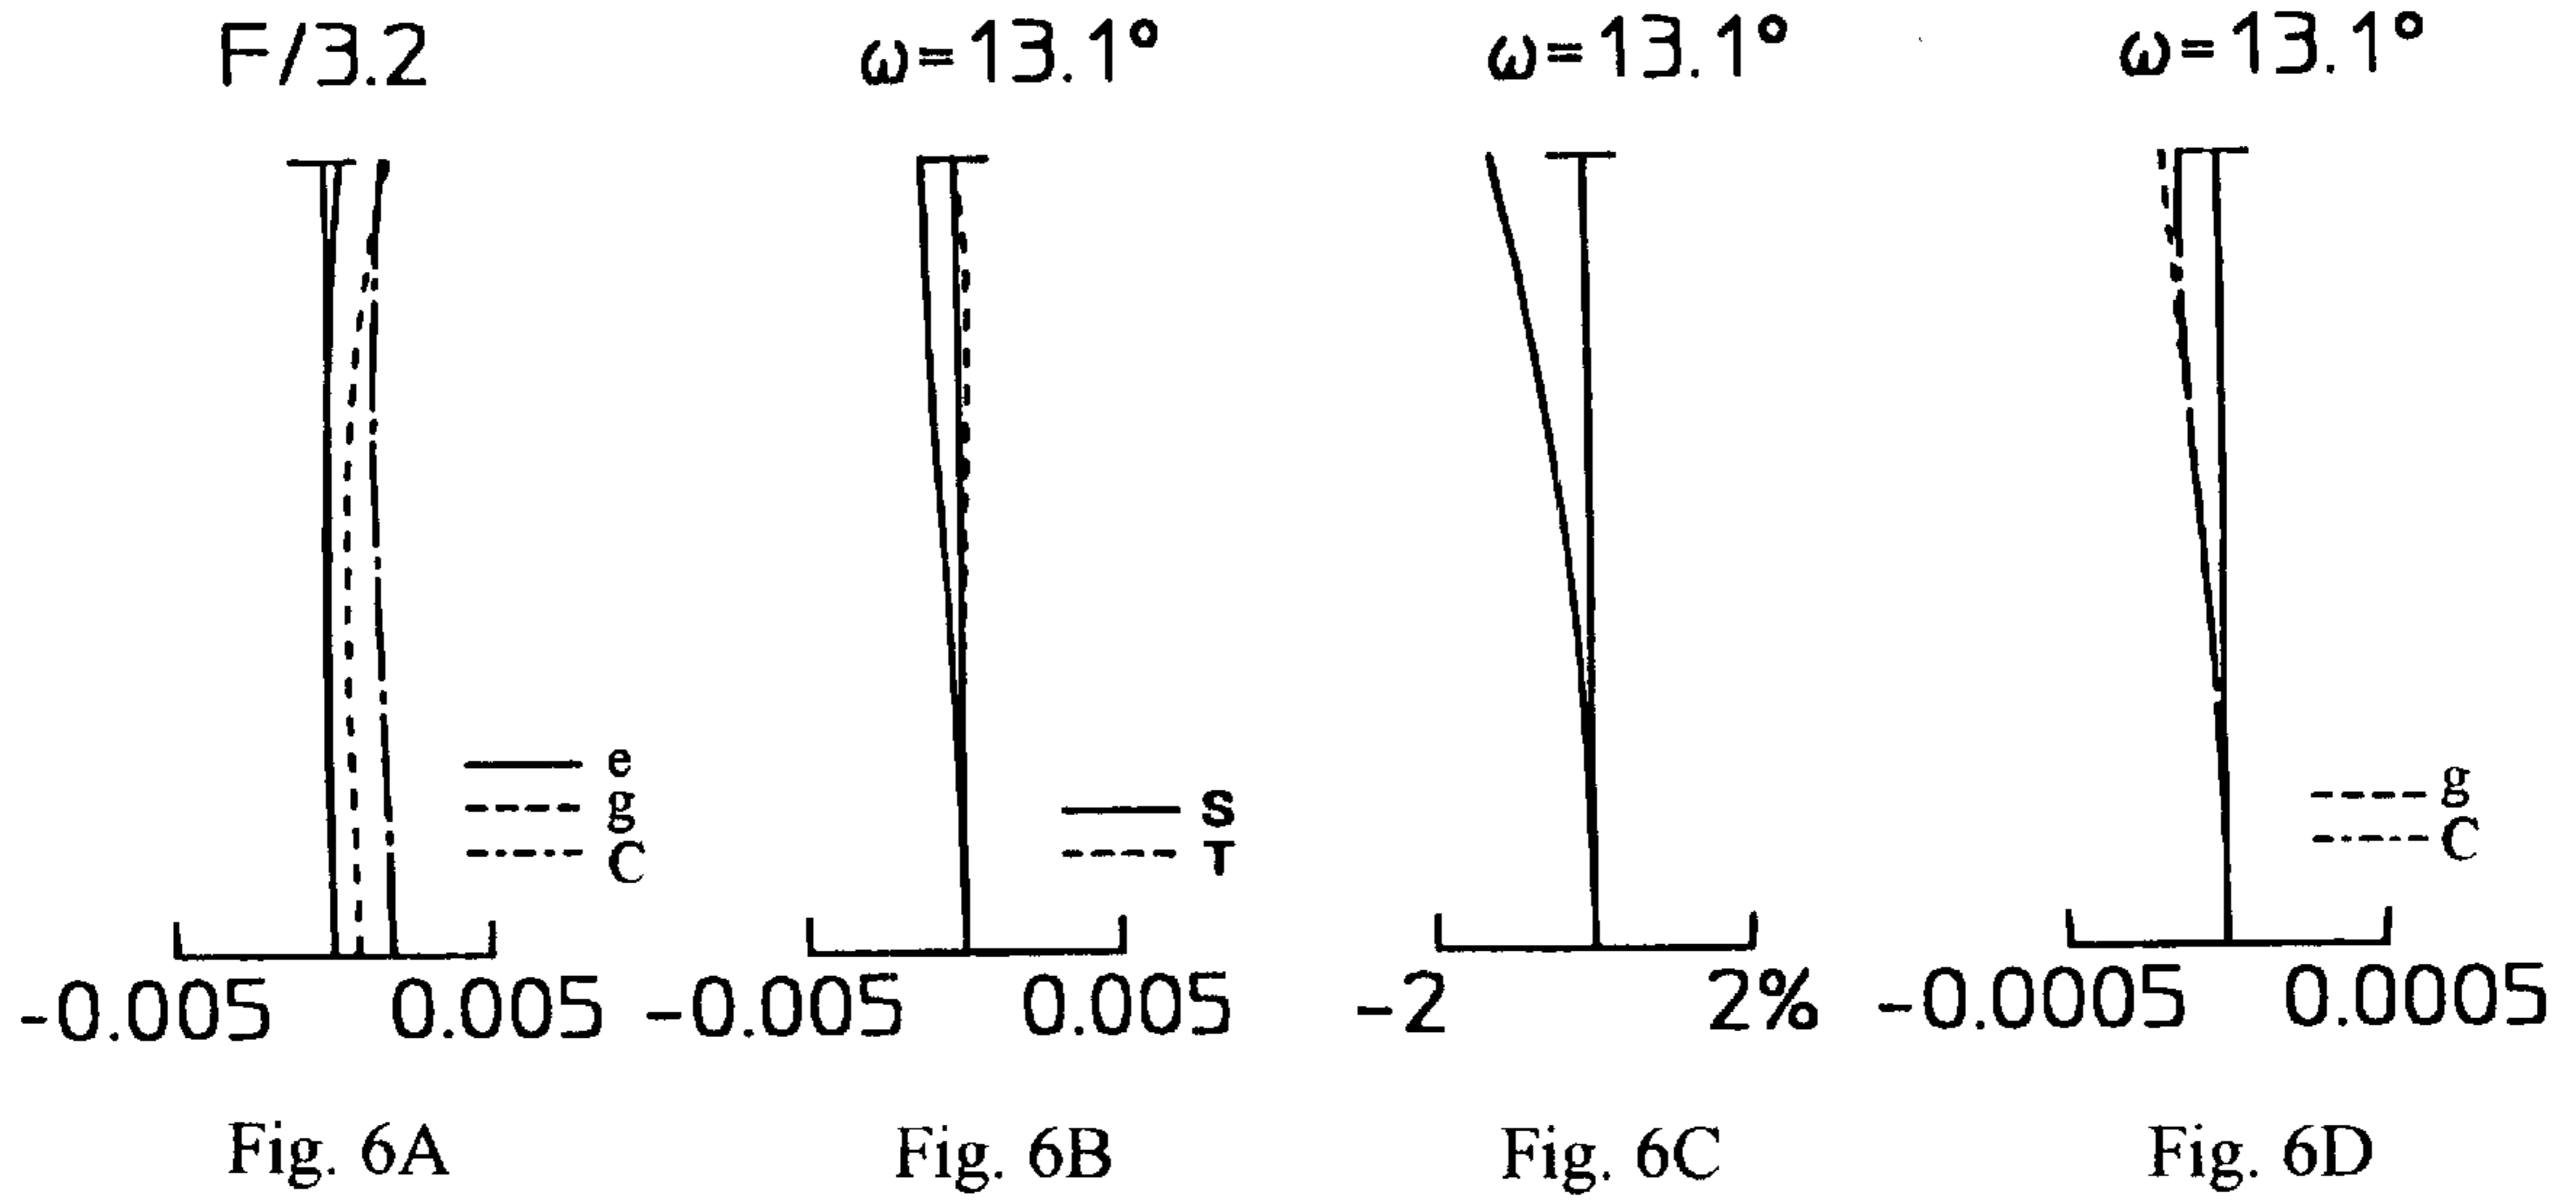 F/3.2 ω=13.1° ω=13.1° ω=13.1°
e
g
C
S
T
g
C
-0.005 0.005 -0.005 0.005 -2 2% -0.0005 0.0005
Fig. 6A Fig. 6B Fig. 6C Fig. 6D